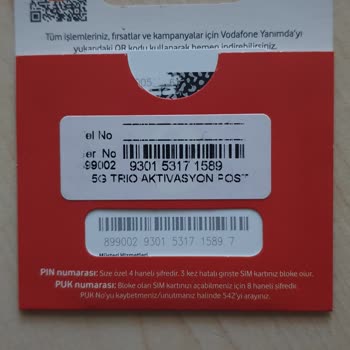 Tüm işlemleriniz, fırsatlar ve kampanyalar için Vodafone Yanımda'yı
yukarıdaki QR kodu kullanarak hemen indirebilirsiniz.
el No
er No
899002 9301 5317 1589
5G TRIO AKTIVASYON POST
899002 9301 5317 1589 7
Müşteri Hizmetleri
PIN numarası: Size özel 4 haneli şifredir. 3 kez hatalı girişte SIM kartınız bloke olur.
PUK numarası: Bloke olan SIM kartınızı açabilmeniz için 8 haneli şifredir.
PUK No'yu kaybetmeniz/unutmanız halinde 542'yi arayınız.